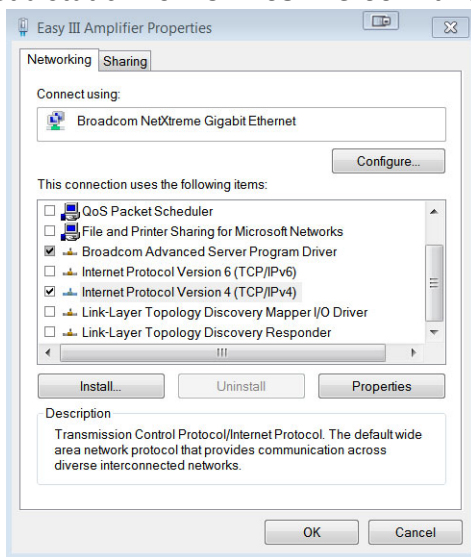 Easy III Amplifier Properties
Networking Sharing
Connect using:
Broadcom NetXtreme Gigabit Ethernet
Configure...
This connection uses the following items:
QoS Packet Scheduler
File and Printer Sharing for Microsoft Networks
Broadcom Advanced Server Program Driver
Internet Protocol Version 6 (TCP/IPv6)
Internet Protocol Version 4 (TCP/IPv4)
Link-Layer Topology Discovery Mapper I/O Driver
Link-Layer Topology Discovery Responder
Install... Uninstall Properties
Description
Transmission Control Protocol/Internet Protocol. The default wide
area network protocol that provides communication across
diverse interconnected networks.
OK Cancel